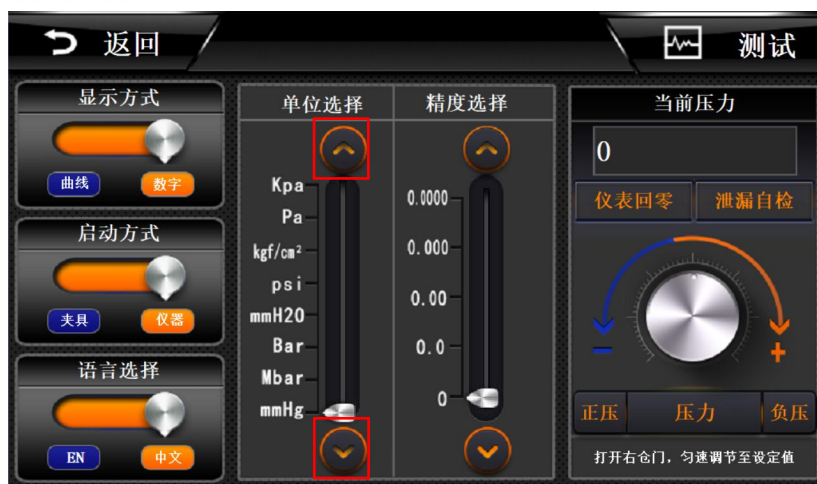 返回
测试
显示方式
曲线 数字
启动方式
夹具 仪器
语言选择
EN 中文
单位选择
Kpa
Pa
kgf/cm²
psi
mmH2O
Bar
Mbar
mmHg
精度选择
0.0000
0.000
0.00
0.0
0
当前压力
0
仪表回零 泄漏自检
- +
正压 压力 负压
打开右仓门，匀速调节至设定值